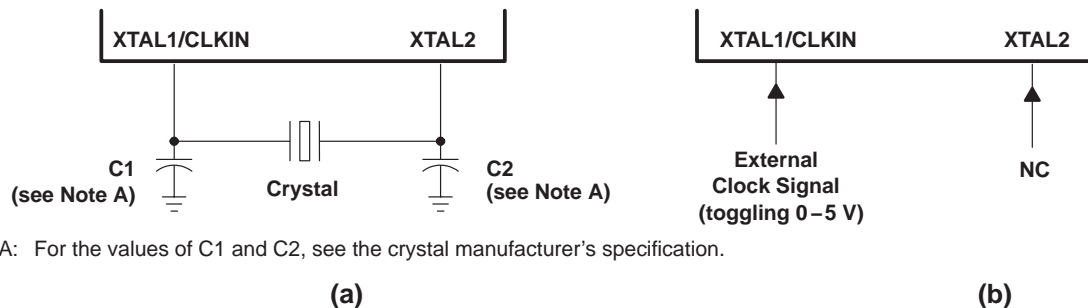 XTAL1/CLKIN XTAL2
C1
(see Note A)
Crystal
C2
(see Note A)
XTAL1/CLKIN XTAL2
External
Clock Signal
(toggling 0–5 V)
NC
A: For the values of C1 and C2, see the crystal manufacturer’s specification.
(a) (b)